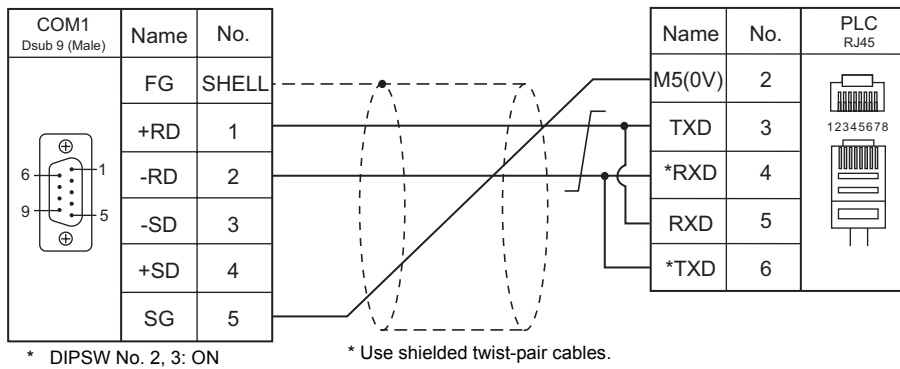 COM1
Dsub 9 (Male)
Name No.
FG SHELL
+RD 1
-RD 2
-SD 3
+SD 4
SG 5
6
9
1
5
Name No.
PLC
RJ45
M5(0V) 2
TXD 3
*RXD 4
RXD 5
*TXD 6
12345678
* DIPSW No. 2, 3: ON
* Use shielded twist-pair cables.